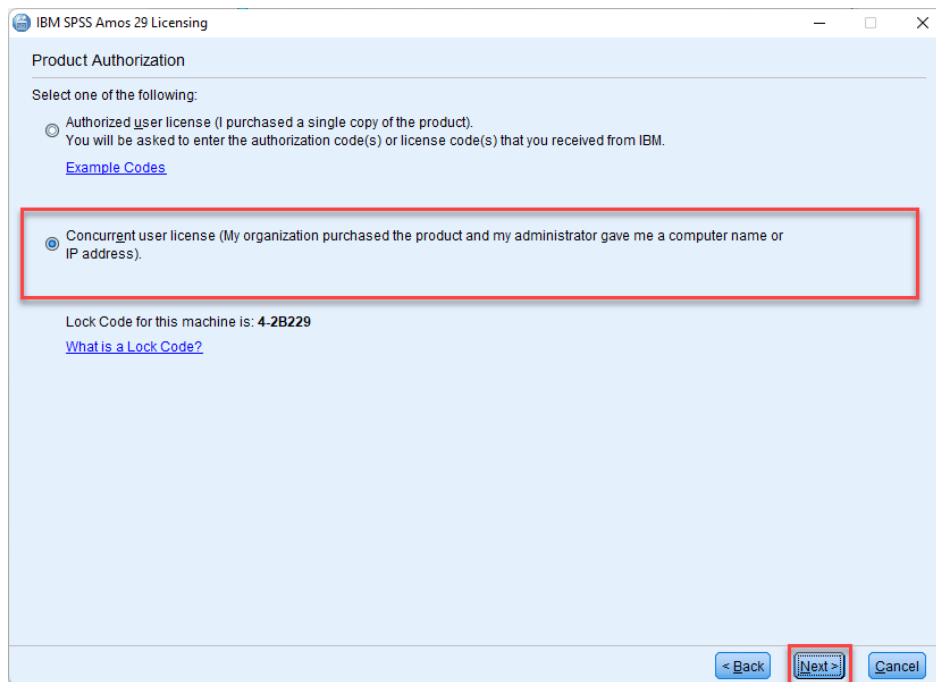 IBM SPSS Amos 29 Licensing
Product Authorization
Select one of the following:
Authorized user license (I purchased a single copy of the product).
You will be asked to enter the authorization code(s) or license code(s) that you received from IBM.
Example Codes
Concurrent user license (My organization purchased the product and my administrator gave me a computer name or
IP address).
Lock Code for this machine is: 4-2B229
What is a Lock Code?
< Back Next > Cancel